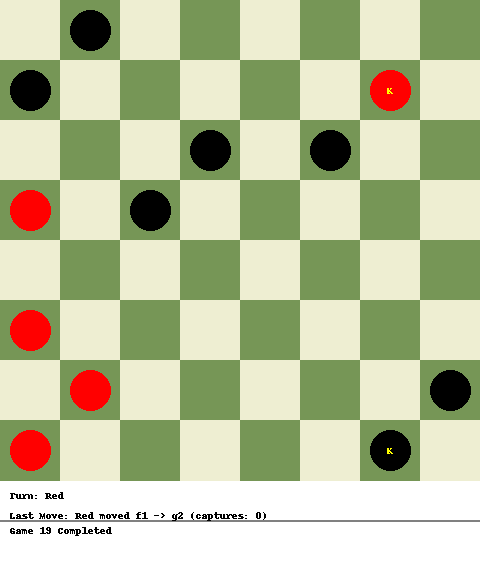 K
K
Turn: Red
Last Move: Red moved f1 -> g2 (captures: 0)
Game 19 Completed